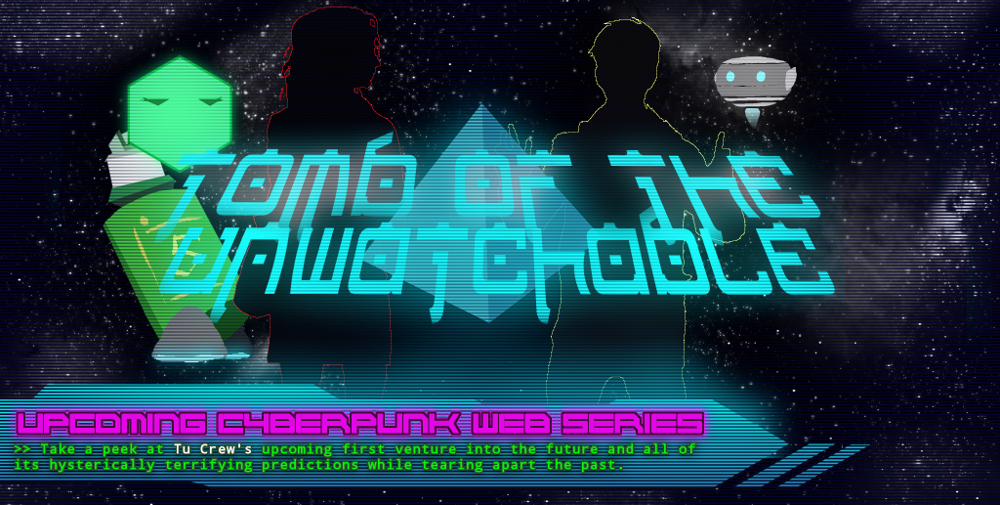 TOMB OF THE
UNWATCHABLE
UPCOMING CYBERPUNK WEB SERIES
>> Take a peek at Tu Crew's upcoming first venture into the future and all of
its hysterically terrifying predictions while tearing apart the past.